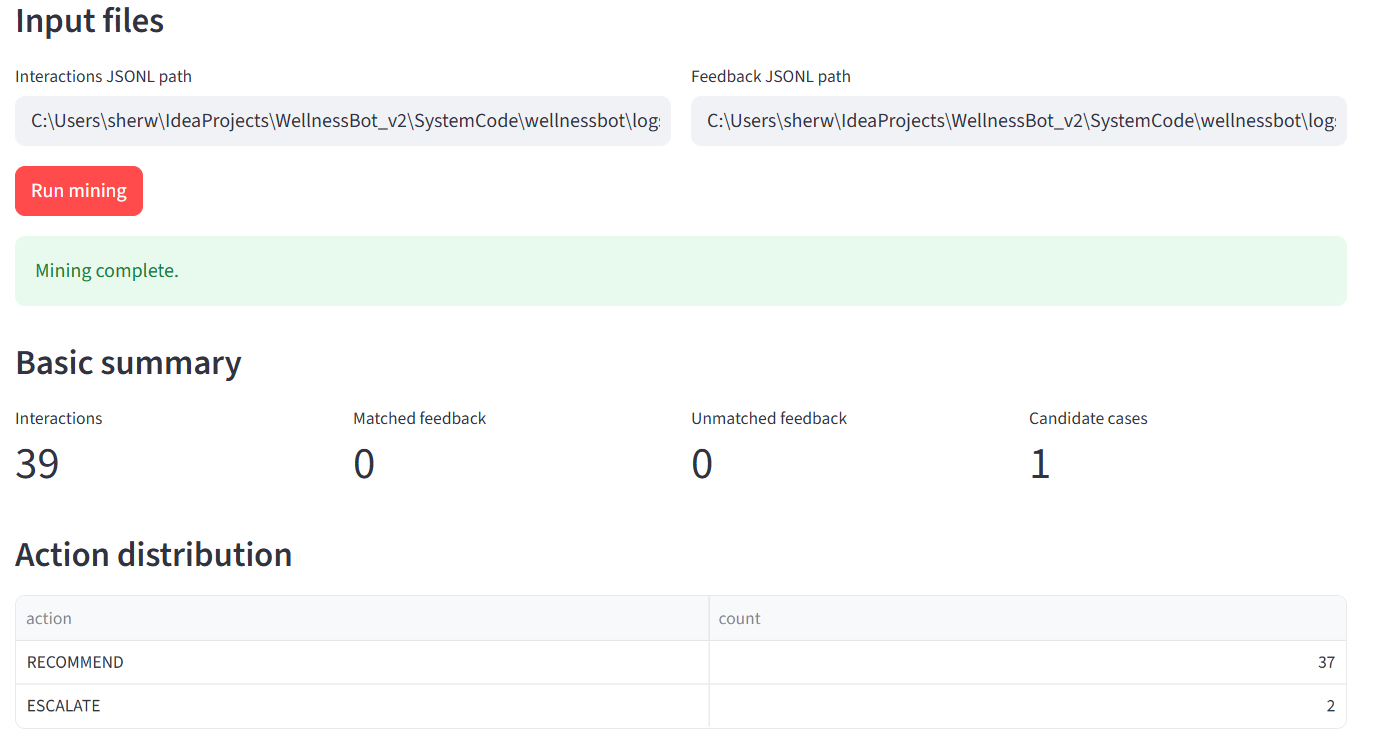 Input files
Interactions JSONL path
Feedback JSONL path
C:\Users\sherw\IdeaProjects\WellnessBot_v2\SystemCode\wellnessbot\logs
C:\Users\sherw\IdeaProjects\WellnessBot_v2\SystemCode\wellnessbot\logs
Run mining
Mining complete.
Basic summary
Interactions
Matched feedback
Unmatched feedback
Candidate cases
39
0
0
1
Action distribution
action count
RECOMMEND 37
ESCALATE 2